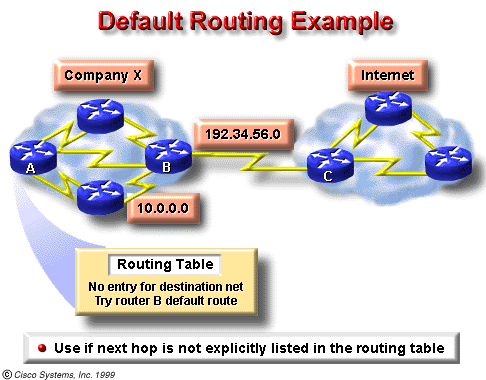 Default Routing Example
Company X
Internet
192.34.56.0
A
B
C
10.0.0.0
Routing Table
No entry for destination net
Try router B default route
Use if next hop is not explicitly listed in the routing table
© Cisco Systems, Inc. 1999